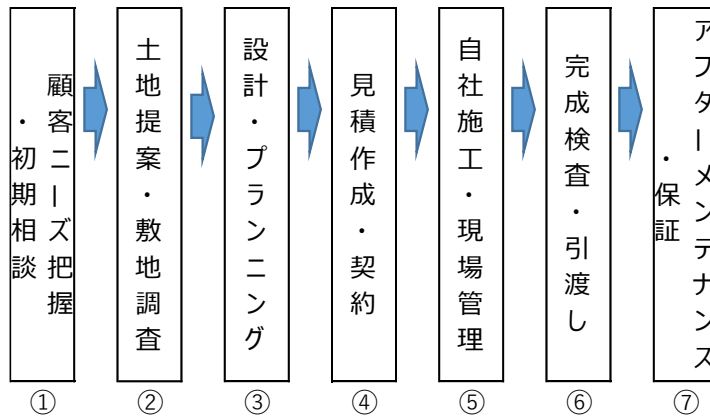 顧客ニーズ把握
・初期相談
土地提案・敷地調査
設計・プランニング
見積作成・契約
自社施工・現場管理
完成検査・引渡し
アフターメンテナンス
・保証
①
②
③
④
⑤
⑥
⑦